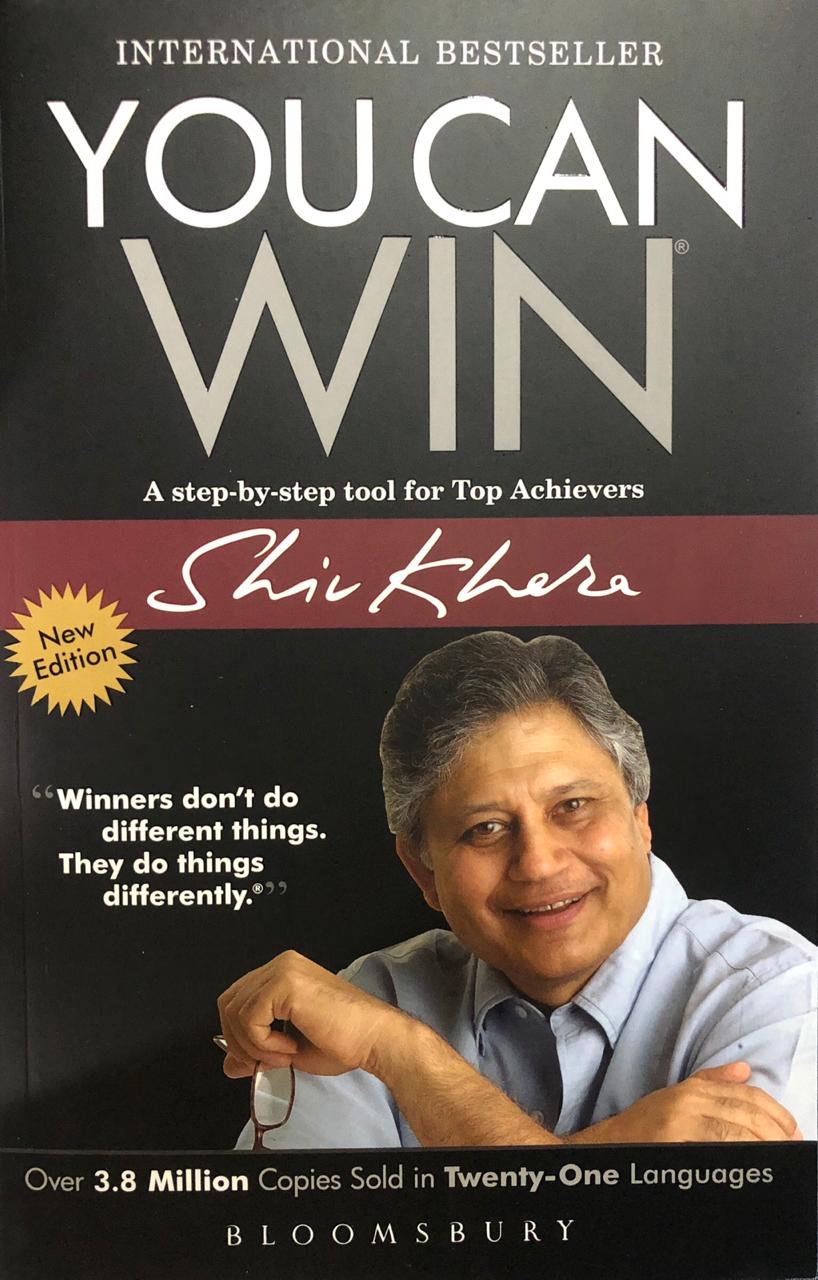 INTERNATIONAL BESTSELLER
YOU CAN
WIN®
A step-by-step tool for Top Achievers
Shiv Khera
New
Edition
“Winners don’t do
different things.
They do things
differently.®”
Over 3.8 Million Copies Sold in Twenty-One Languages
BLOOMSBURY